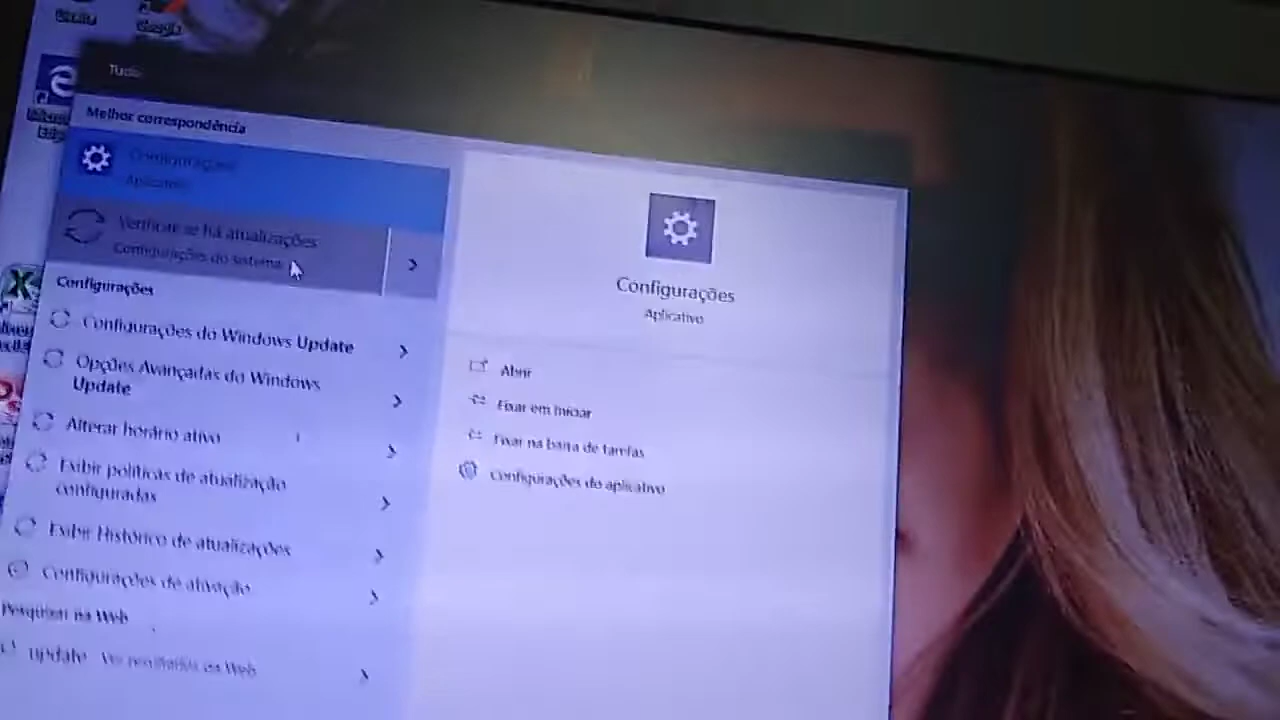 Google
Tudo
Melhor correspondência
Configurações
Aplicativo
Verificar se há atualizações
Configurações do sistema
Configurações
Configurações do Windows Update
Opções Avançadas do Windows
Update
Alterar horário ativo
Exibir políticas de atualização
configuradas
Exibir Histórico de atualizações
Configurações de ativação
Pesquisar na Web
update - Ver resultados da Web
Configurações
Aplicativo
Abrir
Fixar em Iniciar
Fixar na barra de tarefas
Configurações do aplicativo